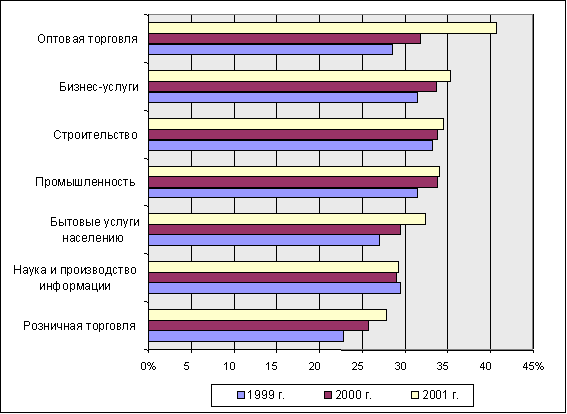 Оптовая торговля
Бизнес-услуги
Строительство
Промышленность
Бытовые услуги
населению
Наука и производство
информации
Розничная торговля
0% 5 10 15 20 25 30 35 40 45%
1999 г. 2000 г. 2001 г.